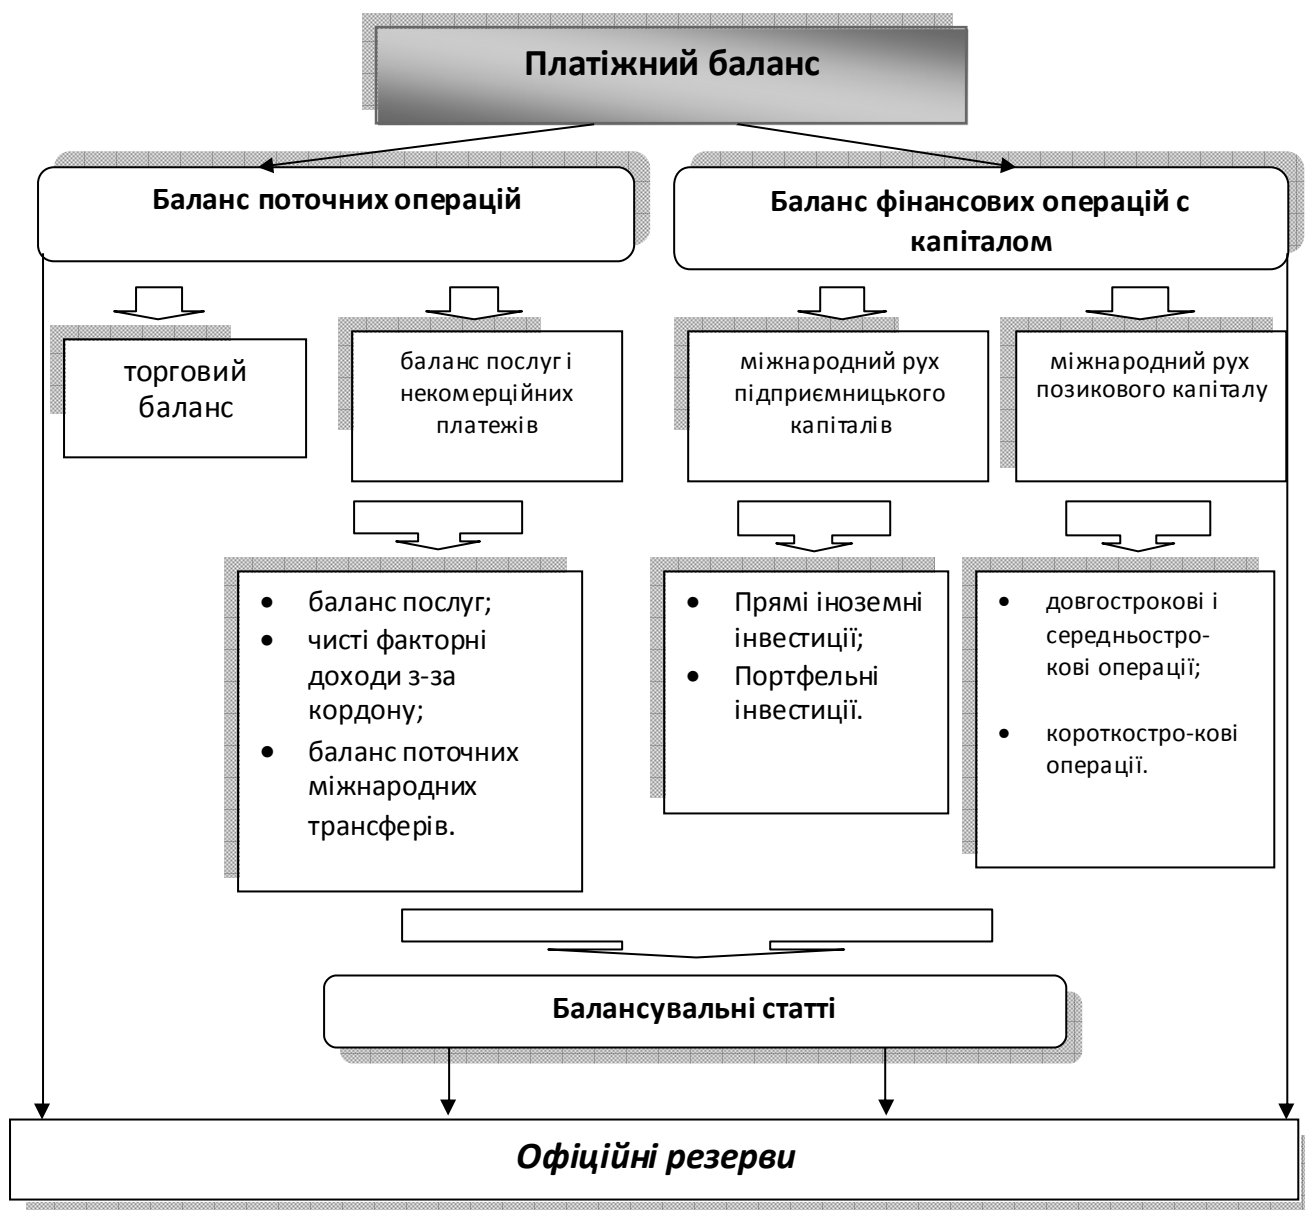 Платіжний баланс
Баланс поточних операцій
Баланс фінансових операцій с
капіталом
торговий
баланс
баланс послуг і
некомерційних
платежів
міжнародний рух
підприємницького
капіталів
міжнародний рух
позикового капіталу
• баланс послуг;
• чисті факторні
доходи з-за
кордону;
• баланс поточних
міжнародних
трансферів.
• Прямі іноземні
інвестиції;
• Портфельні
інвестиції.
• довгострокові і
середньостро-
кові операції;
• короткостро-кові
операції.
Балансувальні статті
Офіційні резерви